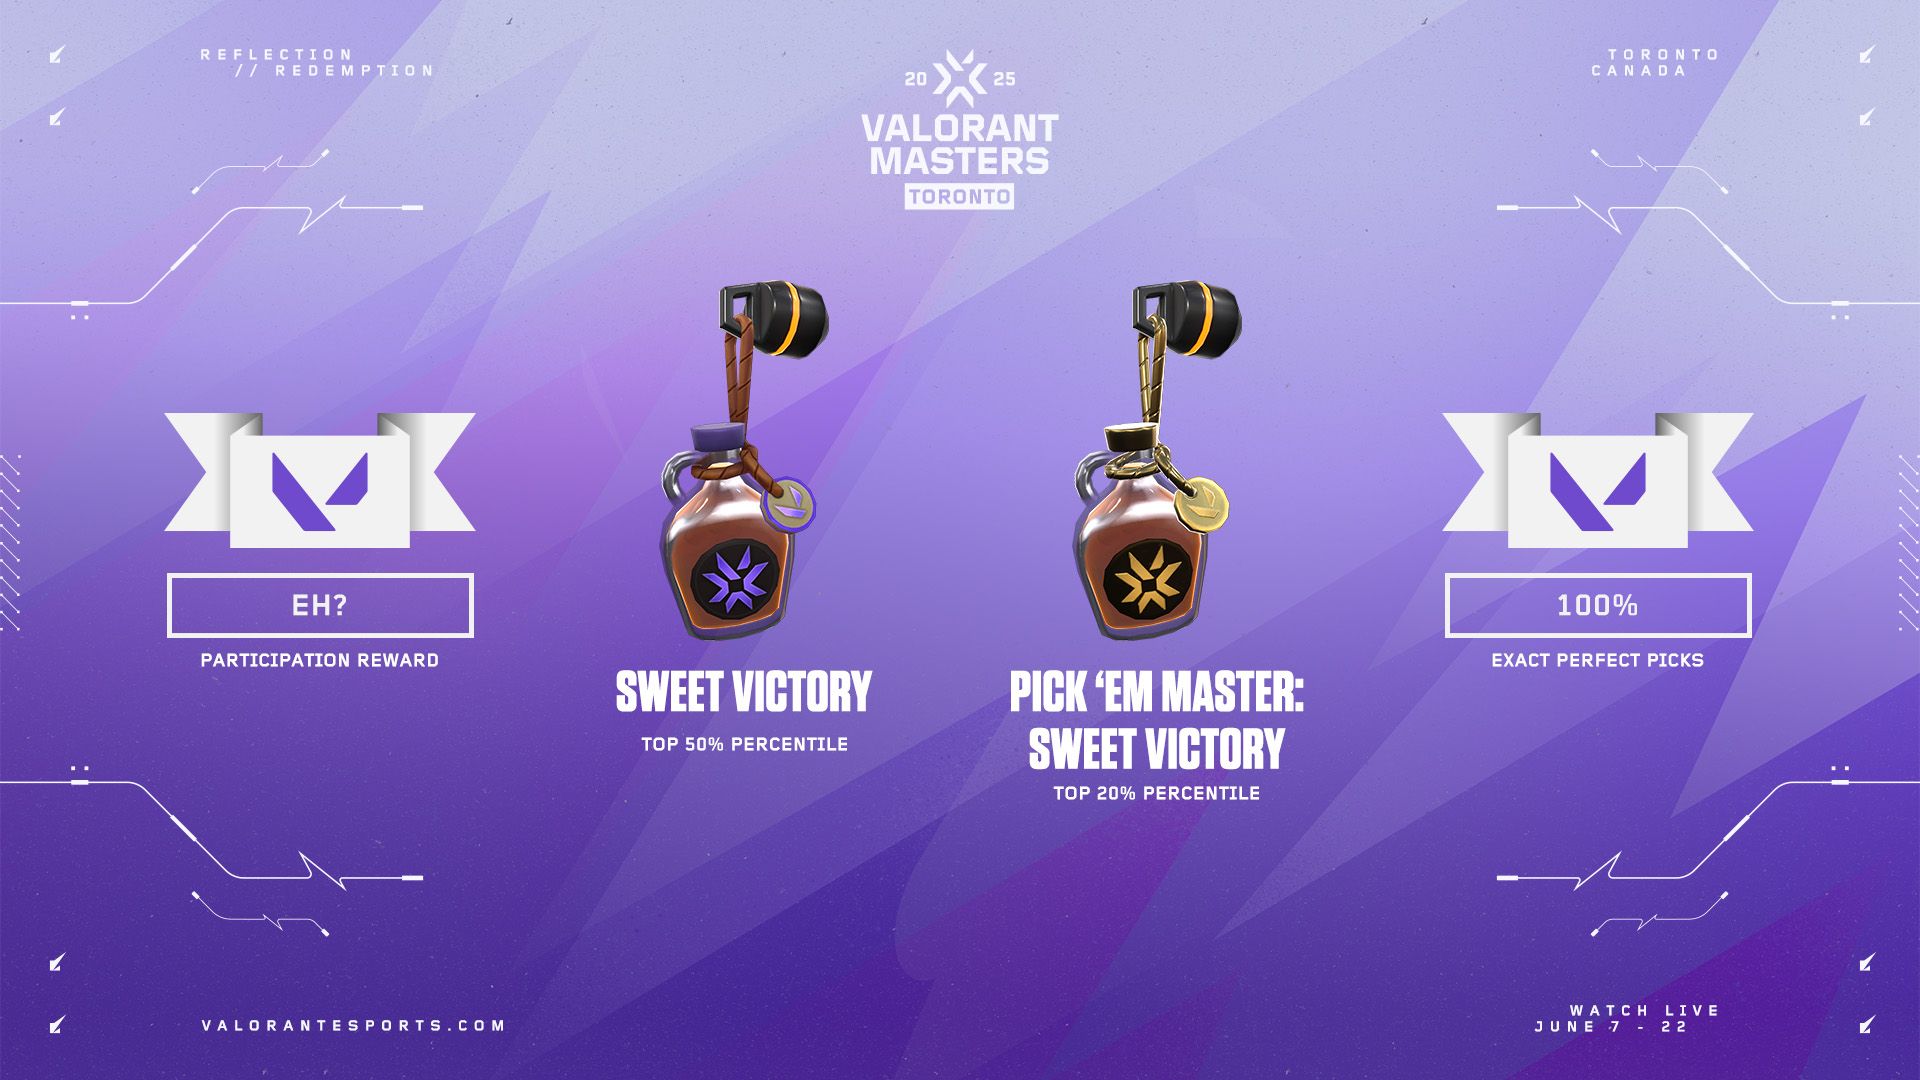 REFLECTION
// REDEMPTION
TORONTO
CANADA
20 25
VALORANT
MASTERS
TORONTO
EH?
PARTICIPATION REWARD
SWEET VICTORY
TOP 50% PERCENTILE
PICK ‘EM MASTER:
SWEET VICTORY
TOP 20% PERCENTILE
100%
EXACT PERFECT PICKS
VALORANTESPORTS.COM
WATCH LIVE
JUNE 7 - 22